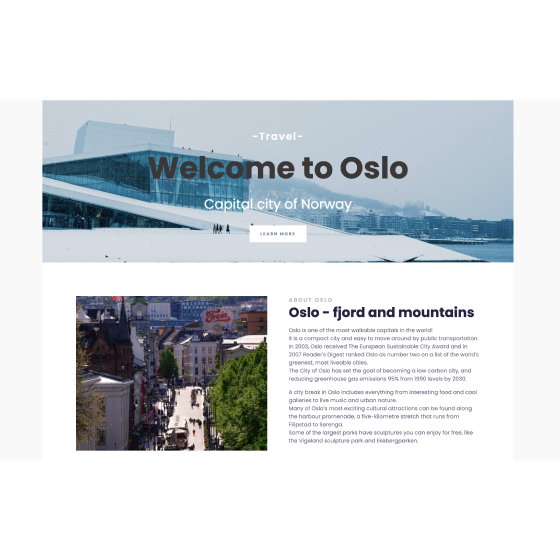 -Travel-
Welcome to Oslo
Capital city of Norway
LEARN MORE
ABOUT OSLO
Oslo - fjord and mountains
Oslo is one of the most walkable capitals in the world!
It is a compact city and easy to move around by public transportation.
In 2003, Oslo received The European Sustainable City Award and in
2007 Reader's Digest ranked Oslo as number two on a list of the world's
greenest, most liveable cities.
The City of Oslo has set the goal of becoming a low carbon city, and
reducing greenhouse gas emissions 95% from 1990 levels by 2030.
A city break in Oslo includes everything from interesting food and cool
galleries to live music and urban nature.
Many of Oslo's most exciting cultural attractions can be found along
the harbour promenade, a five-kilometre stretch that runs from
Filipstad to Sørenga.
Some of the largest parks have sculptures you can enjoy for free, like
the Vigeland sculpture park and Ekebergparken.